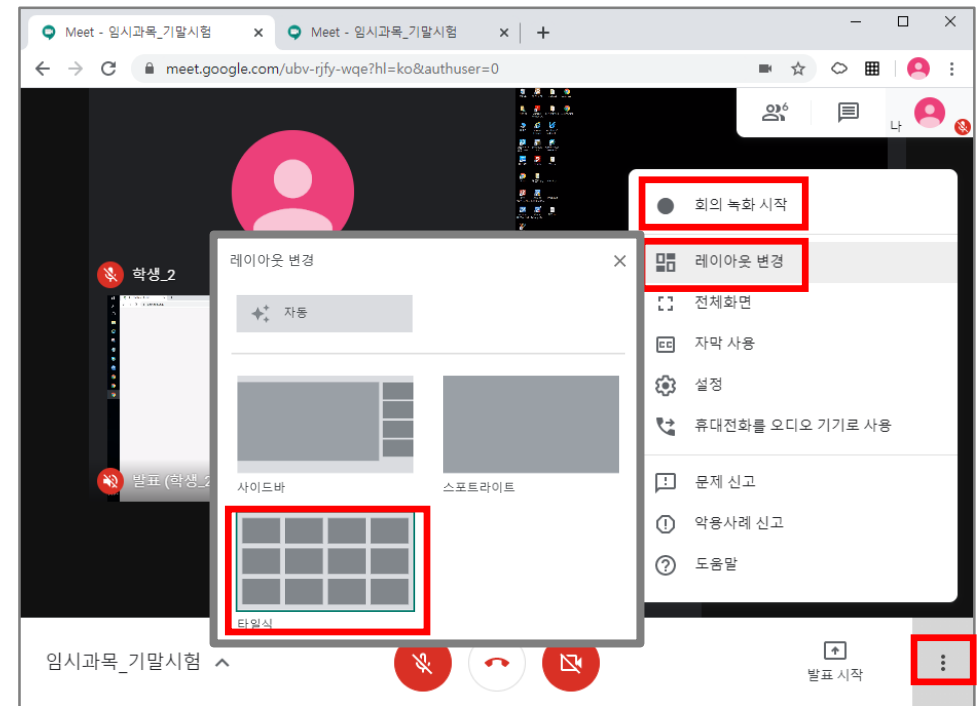 Meet - 임시과목_기말시험
Meet - 임시과목_기말시험
meet.google.com/ubv-rjfy-wqe?hl=ko&authuser=0
6
나
회의 녹화 시작
레이아웃 변경
전체화면
자막 사용
설정
휴대전화를 오디오 기기로 사용
문제 신고
악용사례 신고
도움말
학생_2
발표 (학생_2
레이아웃 변경
자동
사이드바
스포트라이트
타일식
임시과목_기말시험
발표 시작